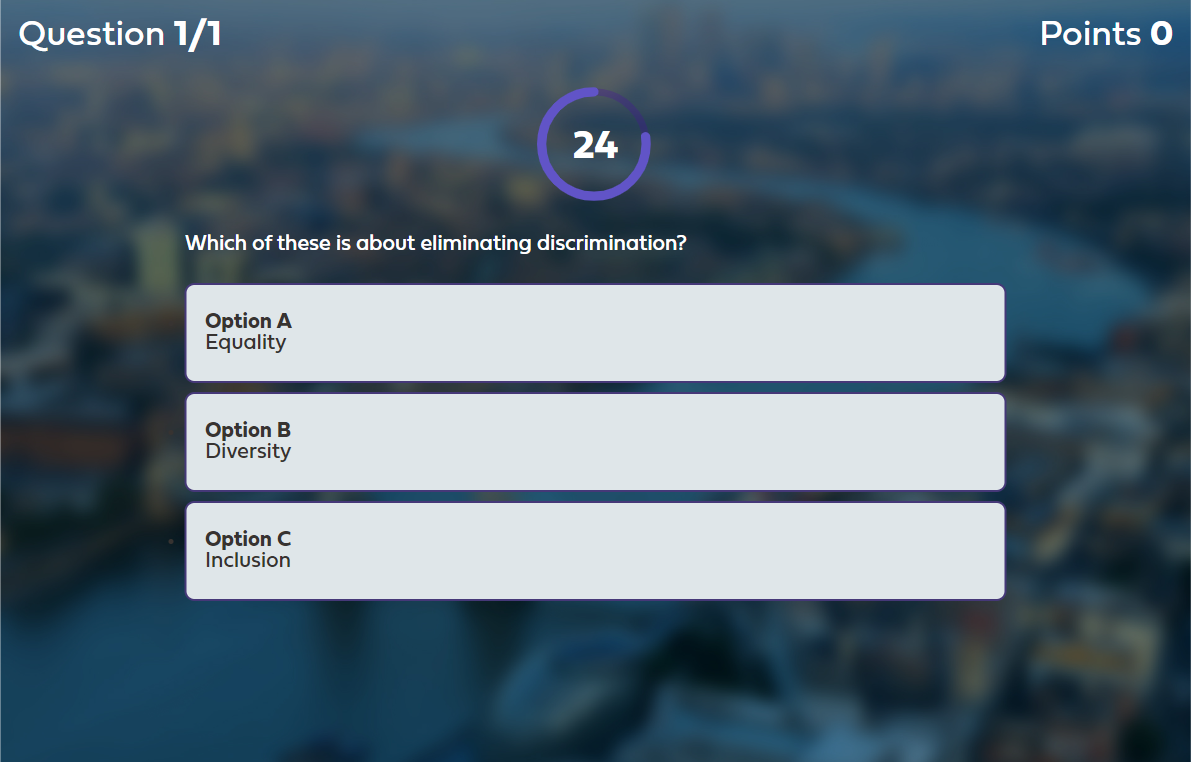 Question 1/1
Points 0
24
Which of these is about eliminating discrimination?
Option A
Equality
Option B
Diversity
Option C
Inclusion